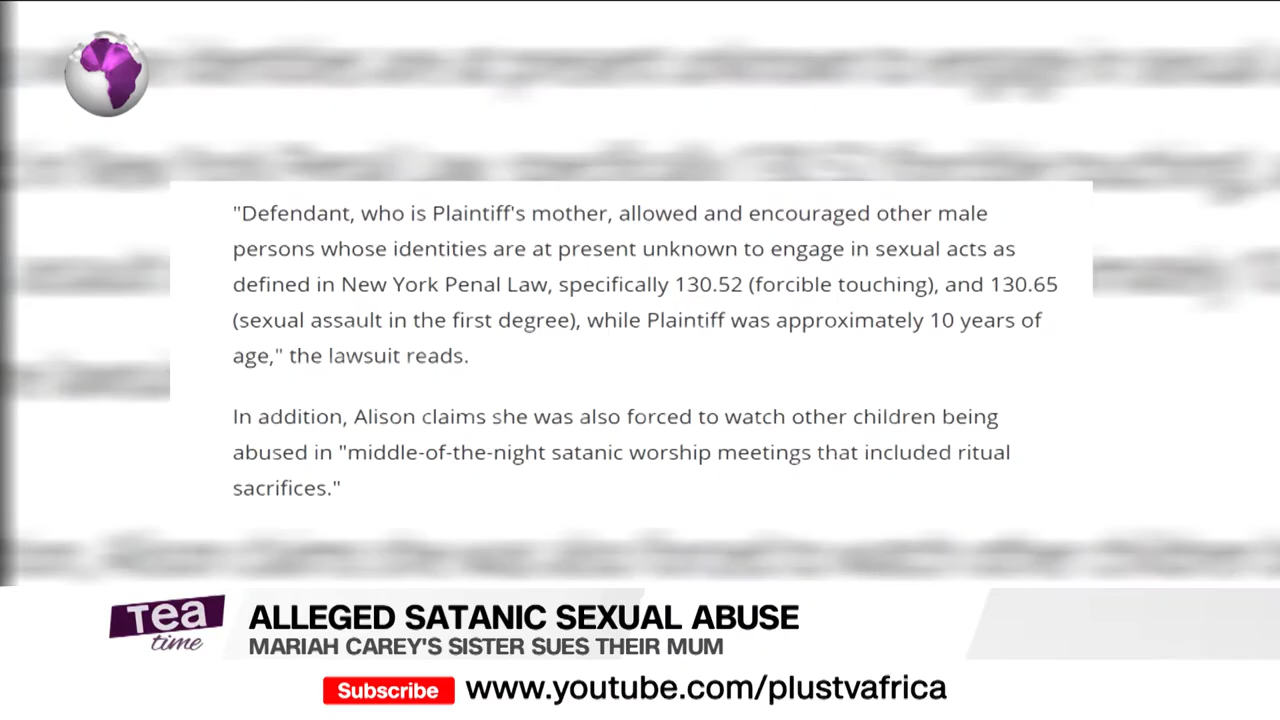 "Defendant, who is Plaintiff's mother, allowed and encouraged other male
persons whose identities are at present unknown to engage in sexual acts as
defined in New York Penal Law, specifically 130.52 (forcible touching), and 130.65
(sexual assault in the first degree), while Plaintiff was approximately 10 years of
age," the lawsuit reads.
In addition, Alison claims she was also forced to watch other children being
abused in "middle-of-the-night satanic worship meetings that included ritual
sacrifices."
Tea
time
ALLEGED SATANIC SEXUAL ABUSE
MARIAH CAREY'S SISTER SUES THEIR MUM
Subscribe www.youtube.com/plustvafrica